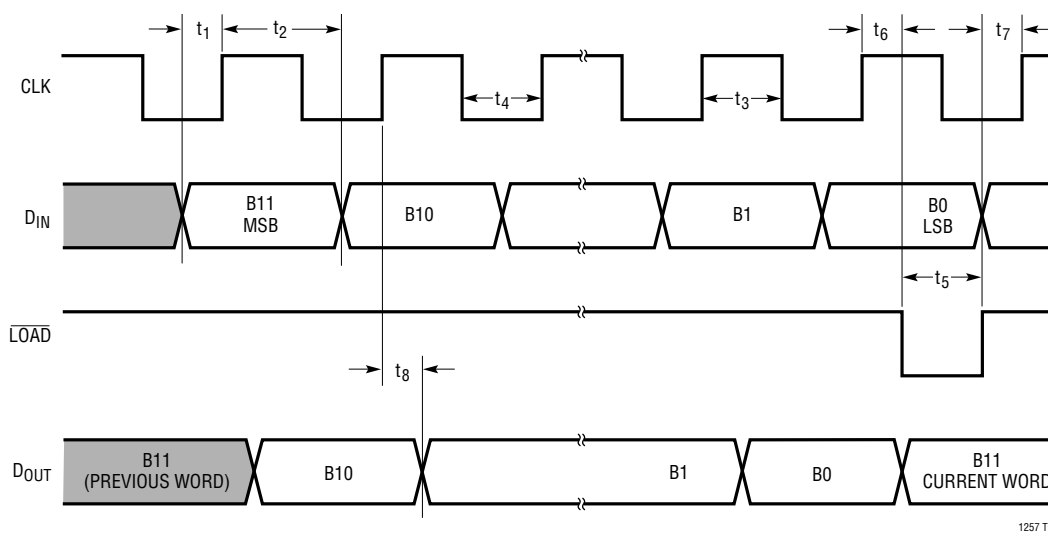 t1
t2
t6
t7
CLK
t4
t3
DIN
B11
MSB
B10
B1
B0
LSB
t5
LOAD
t8
DOUT
B11
(PREVIOUS WORD)
B10
B1
B0
B11
CURRENT WORD
1257 T